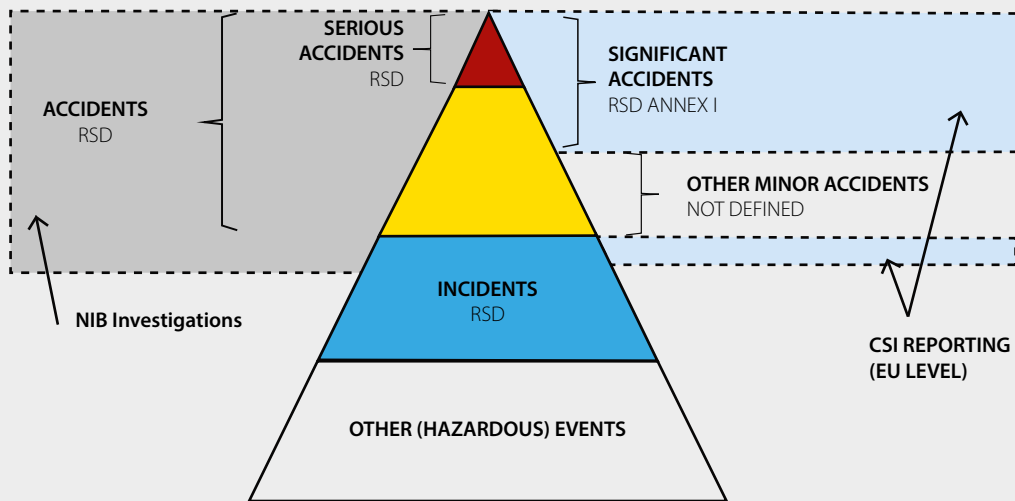 SERIOUS
ACCIDENTS
RSD
ACCIDENTS
RSD
SIGNIFICANT
ACCIDENTS
RSD ANNEX I
OTHER MINOR ACCIDENTS
NOT DEFINED
INCIDENTS
RSD
NIB Investigations
CSI REPORTING
(EU LEVEL)
OTHER (HAZARDOUS) EVENTS